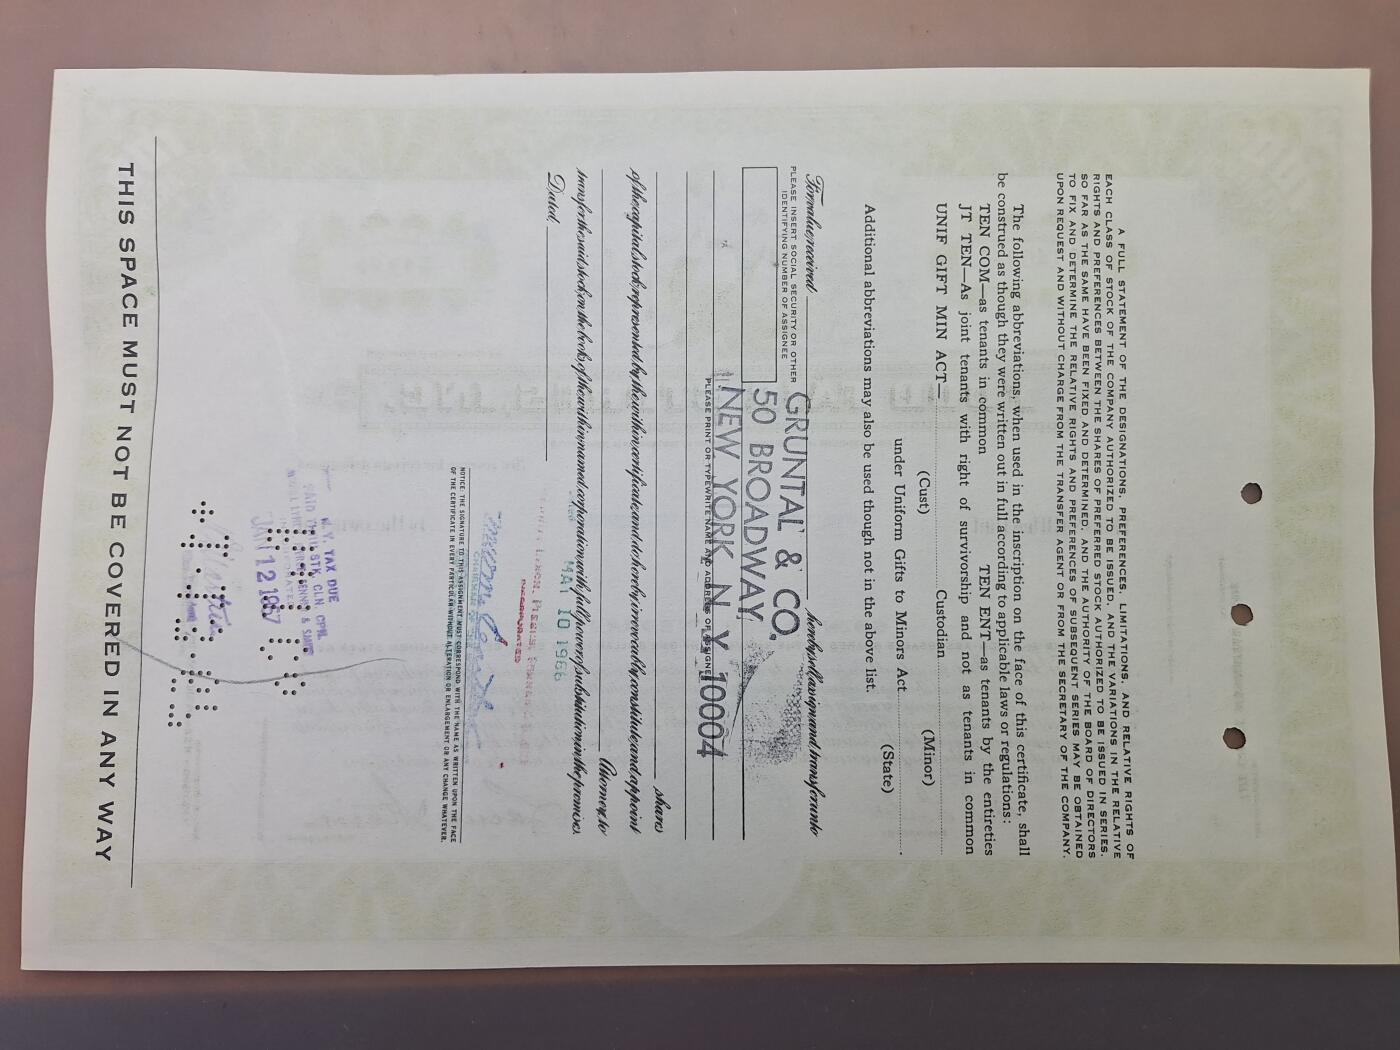 A FULL STATEMENT OF THE DESIGNATIONS, PREFERENCES, LIMITATIONS, AND RELATIVE RIGHTS OF
EACH CLASS OF STOCK OF THE COMPANY AUTHORIZED TO BE ISSUED, AND THE VARIATIONS IN THE RELATIVE
RIGHTS AND PREFERENCES BETWEEN THE SHARES OF PREFERRED STOCK AUTHORIZED TO BE ISSUED IN SERIES,
SO FAR AS THE SAME HAVE BEEN FIXED AND DETERMINED, AND THE AUTHORITY OF THE BOARD OF DIRECTORS
TO FIX AND DETERMINE THE RELATIVE RIGHTS AND PREFERENCES OF SUBSEQUENT SERIES MAY BE OBTAINED
UPON REQUEST AND WITHOUT CHARGE FROM THE TRANSFER AGENT OR FROM THE SECRETARY OF THE COMPANY.
The following abbreviations, when used in the inscription on the face of this certificate, shall
be construed as though they were written out in full according to applicable laws or regulations:
TEN COM—as tenants in common TEN ENT—as tenants by the entireties
JT TEN—As joint tenants with right of survivorship and not as tenants in common
UNIF GIFT MIN ACT— Custodian
(Cust) (Minor)
under Uniform Gifts to Minors Act
(State)
Additional abbreviations may also be used though not in the above list.
For value received hereby sell, assign and transfer unto
PLEASE INSERT SOCIAL SECURITY OR OTHER
IDENTIFYING NUMBER OF ASSIGNEE
GRUNTAL & CO.
50 BROADWAY,
NEW YORK N Y 10004
PLEASE PRINT OR TYPEWRITE NAME AND ADDRESS OF ASSIGNEE
shares
of the capital stock represented by the within certificate, and do hereby irrevocably constitute and appoint
Attorney to
transfer the said stock on the books of the within named corporation with full power of substitution in the premises.
Dated,
MAY 10 1966
INCORPORATED
NOTICE: THE SIGNATURE TO THIS ASSIGNMENT MUST CORRESPOND WITH THE NAME AS WRITTEN UPON THE FACE
OF THE CERTIFICATE IN EVERY PARTICULAR WITHOUT ALTERATION OR ENLARGEMENT OR ANY CHANGE WHATEVER.
N.Y. TAX DUE
PAID STK. CLN CPN.
JAN 12 1967
THIS SPACE MUST NOT BE COVERED IN ANY WAY